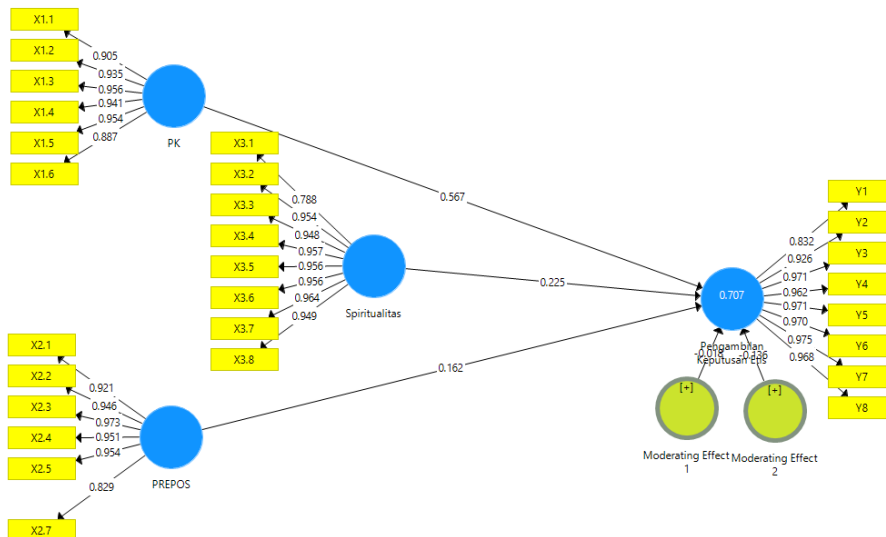 X1.1
X1.2
X1.3
X1.4
X1.5
X1.6
0.905
0.935
0.956
0.941
0.954
0.887
PK
X3.1
X3.2
X3.3
X3.4
X3.5
X3.6
X3.7
X3.8
0.788
0.954
0.948
0.957
0.956
0.956
0.964
0.949
Spiritualitas
X2.1
X2.2
X2.3
X2.4
X2.5
X2.7
0.921
0.946
0.973
0.951
0.954
0.829
PREPOS
0.567
0.225
0.162
0.707
Pengambilan
Keputusan Etis
-0.018
-0.136
[+]
[+]
Moderating Effect
1
Moderating Effect
2
0.832
0.926
0.971
0.962
0.971
0.970
0.975
0.968
Y1
Y2
Y3
Y4
Y5
Y6
Y7
Y8